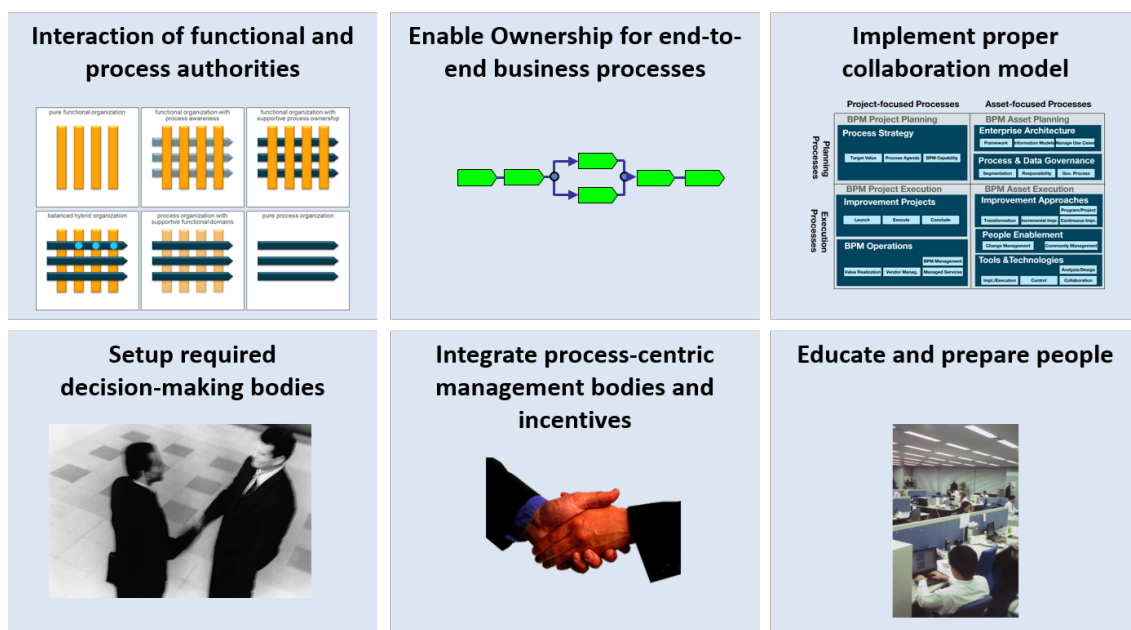 Interaction of functional and
process authorities
pure functional organization
functional organization with
process awareness
functional organization with
supportive process ownership
balanced hybrid organization
process organization with
supportive functional domains
pure process organization
Enable Ownership for end-to-
end business processes
Implement proper
collaboration model
Project-focused Processes
Asset-focused Processes
Planning
Processes
BPM Project Planning
Process Strategy
Target Value
Process Agenda
BPM Capability
BPM Asset Planning
Enterprise Architecture
Framework
Information Models
Manage Use Cases
Process & Data Governance
Segmentation
Responsibility
Gov. Process
Execution
Processes
BPM Project Execution
Improvement Projects
Launch
Execute
Conclude
BPM Operations
BPM Management
Value Realization
Vendor Manag.
Managed Services
BPM Asset Execution
Improvement Approaches
Program/Project
Transformation
Incremental Impr.
Continuous Impr.
People Enablement
Change Management
Community Management
Tools &Technologies
Analysis/Design
Impl./Execution
Control
Collaboration
Setup required
decision-making bodies
Integrate process-centric
management bodies and
incentives
Educate and prepare people